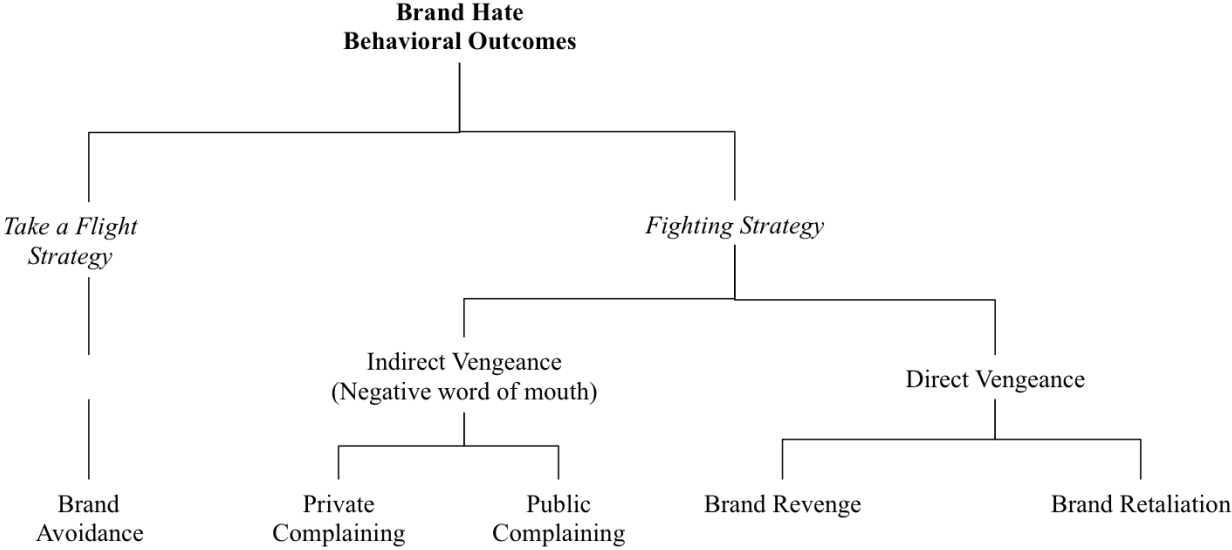 Brand Hate
Behavioral Outcomes
Take a Flight
Strategy
Fighting Strategy
Indirect Vengeance
(Negative word of mouth)
Direct Vengeance
Brand
Avoidance
Private
Complaining
Public
Complaining
Brand Revenge
Brand Retaliation